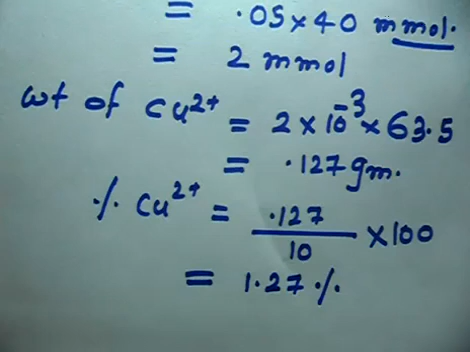 = .05 × 40 mmol.
= 2 mmol
wt of Cu²⁺ = 2 × 10⁻³ × 63.5
= .127 gm.
% Cu²⁺ = .127 / 10 × 100
= 1.27 %